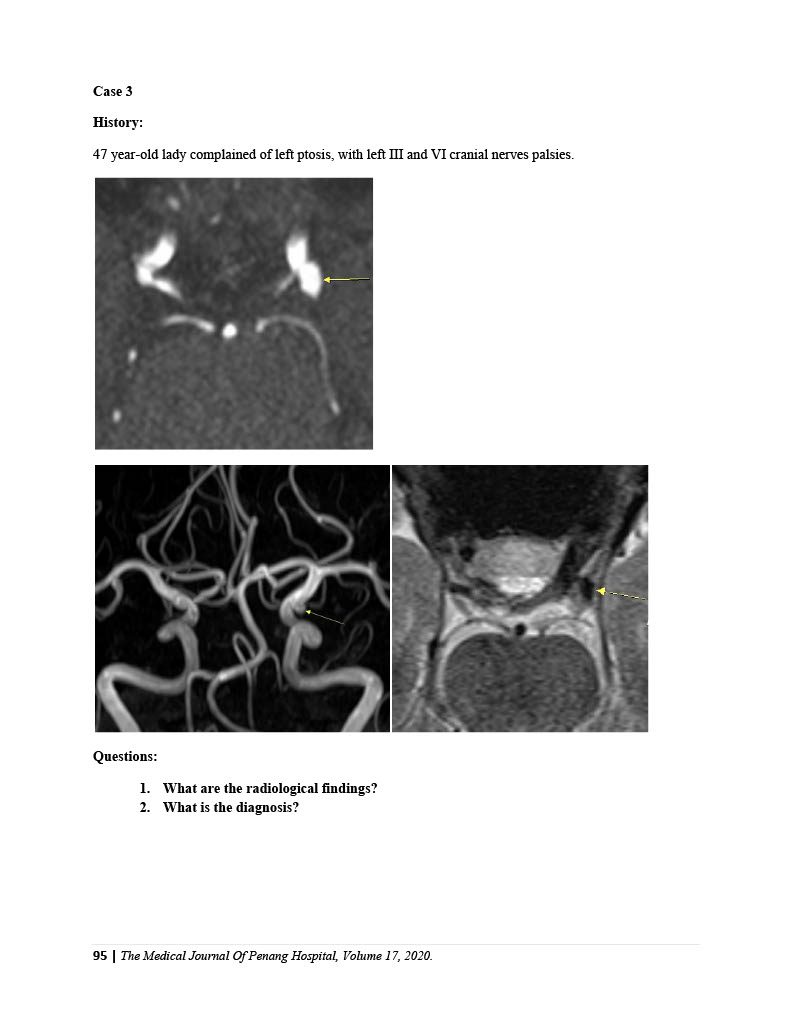 Case 3
History:
47 year-old lady complained of left ptosis, with left III and VI cranial nerves palsies.
Questions:
1. What are the radiological findings?
2. What is the diagnosis?
95 | The Medical Journal Of Penang Hospital, Volume 17, 2020.